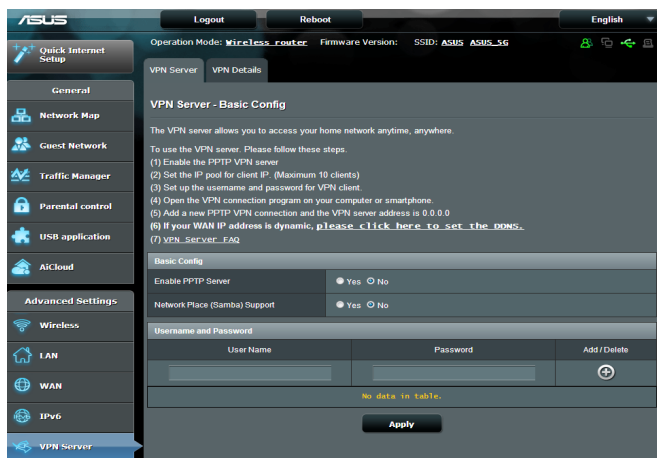 ASUS
Logout
Reboot
English
Quick Internet
Setup
Operation Mode: Wireless router Firmware Version: SSID: ASUS ASUS_5G
VPN Server
VPN Details
General
Network Map
Guest Network
Traffic Manager
Parental control
USB application
AiCloud
Advanced Settings
Wireless
LAN
WAN
IPv6
VPN Server
VPN Server - Basic Config
The VPN server allows you to access your home network anytime, anywhere.
To use the VPN server. Please follow these steps.
(1) Enable the PPTP VPN server
(2) Set the IP pool for client IP. (Maximum 10 clients)
(3) Set up the username and password for VPN client.
(4) Open the VPN connection program on your computer or smartphone.
(5) Add a new PPTP VPN connection and the VPN server address is 0.0.0.0
(6) If your WAN IP address is dynamic, please click here to set the DDNS.
(7) VPN Server FAQ
Basic Config
Enable PPTP Server
Yes No
Network Place (Samba) Support
Yes No
Username and Password
User Name
Password
Add / Delete
No data in table.
Apply